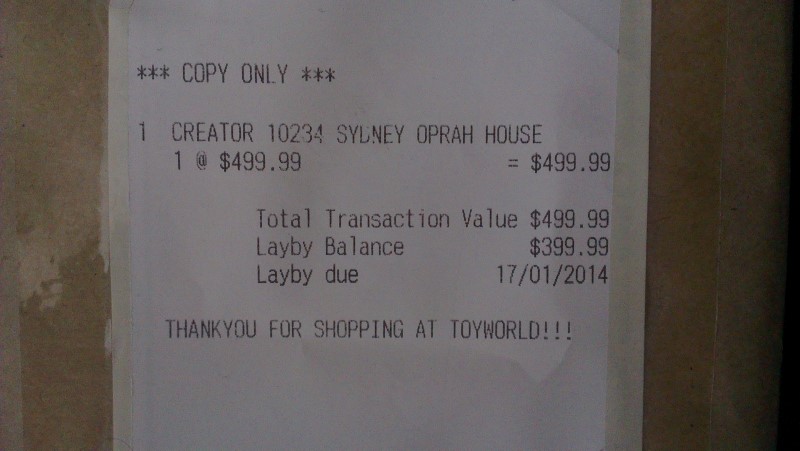 *** COPY ONLY ***
1 CREATOR 10234 SYDNEY OPRAH HOUSE
1 @ $499.99 = $499.99
Total Transaction Value $499.99
Layby Balance $399.99
Layby due 17/01/2014
THANKYOU FOR SHOPPING AT TOYWORLD!!!